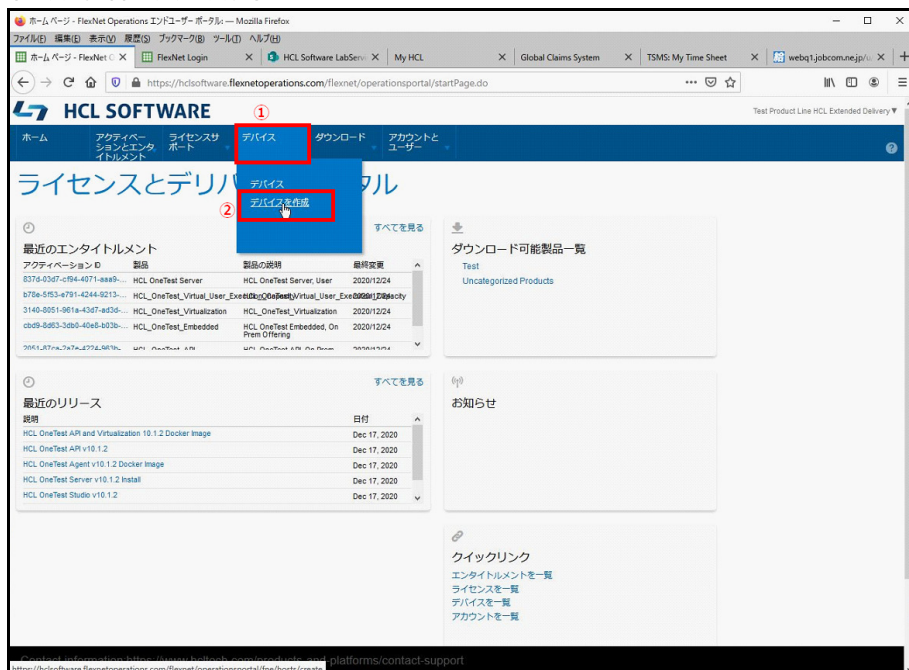 ホーム ページ - FlexNet Operations エンドユーザー ポータル: — Mozilla Firefox
ファイル(F) 編集(E) 表示(V) 履歴(S) ブックマーク(B) ツール(T) ヘルプ(H)
ホーム ページ - FlexNet O
FlexNet Login
HCL Software LabServi
My HCL
Global Claims System
TSMS: My Time Sheet
webq1.jobcom.ne.jp/
https://hclsoftware.flexnetoperations.com/flexnet/operationsportal/startPage.do
HCL SOFTWARE
①
Test Product Line HCL Extended Delivery
ホーム
アクティベー
ションとエンタ
イトルメント
ライセンスサ
ポート
デバイス
ダウンロード
アカウントと
ユーザー
ライセンスとデリバ
タル
デバイス
②
デバイスを作成
すべてを見る
最近のエンタイトルメント
アクティベーション ID 製品 製品の説明 最終変更
837d-03d7-cf94-4071-aaa9-... HCL OneTest Server HCL OneTest Server, User 2020/12/24
b78e-5f53-e791-4244-9213-... HCL_OneTest_Virtual_User_Execution_Capacity
3140-8051-961a-43d7-ad3d-... HCL_OneTest_Virtualization HCL_OneTest_Virtualization 2020/12/24
cbd9-8d63-3db0-40e8-b03b-... HCL_OneTest_Embedded HCL OneTest Embedded, On
Prem Offering 2020/12/24
ダウンロード可能製品一覧
Test
Uncategorized Products
すべてを見る
最近のリリース
説明 日付
HCL OneTest API and Virtualization 10.1.2 Docker Image Dec 17, 2020
HCL OneTest API v10.1.2 Dec 17, 2020
HCL OneTest Agent v10.1.2 Docker Image Dec 17, 2020
HCL OneTest Server v10.1.2 Install Dec 17, 2020
HCL OneTest Studio v10.1.2 Dec 17, 2020
お知らせ
クイックリンク
エンタイトルメントを一覧
ライセンスを一覧
デバイスを一覧
アカウントを一覧
Contact information https://www.hcltech.com/products-and-platforms/contact-support
https://hclsoftware.flexnetoperations.com/flexnet/operationsportal/fne/hosts/create